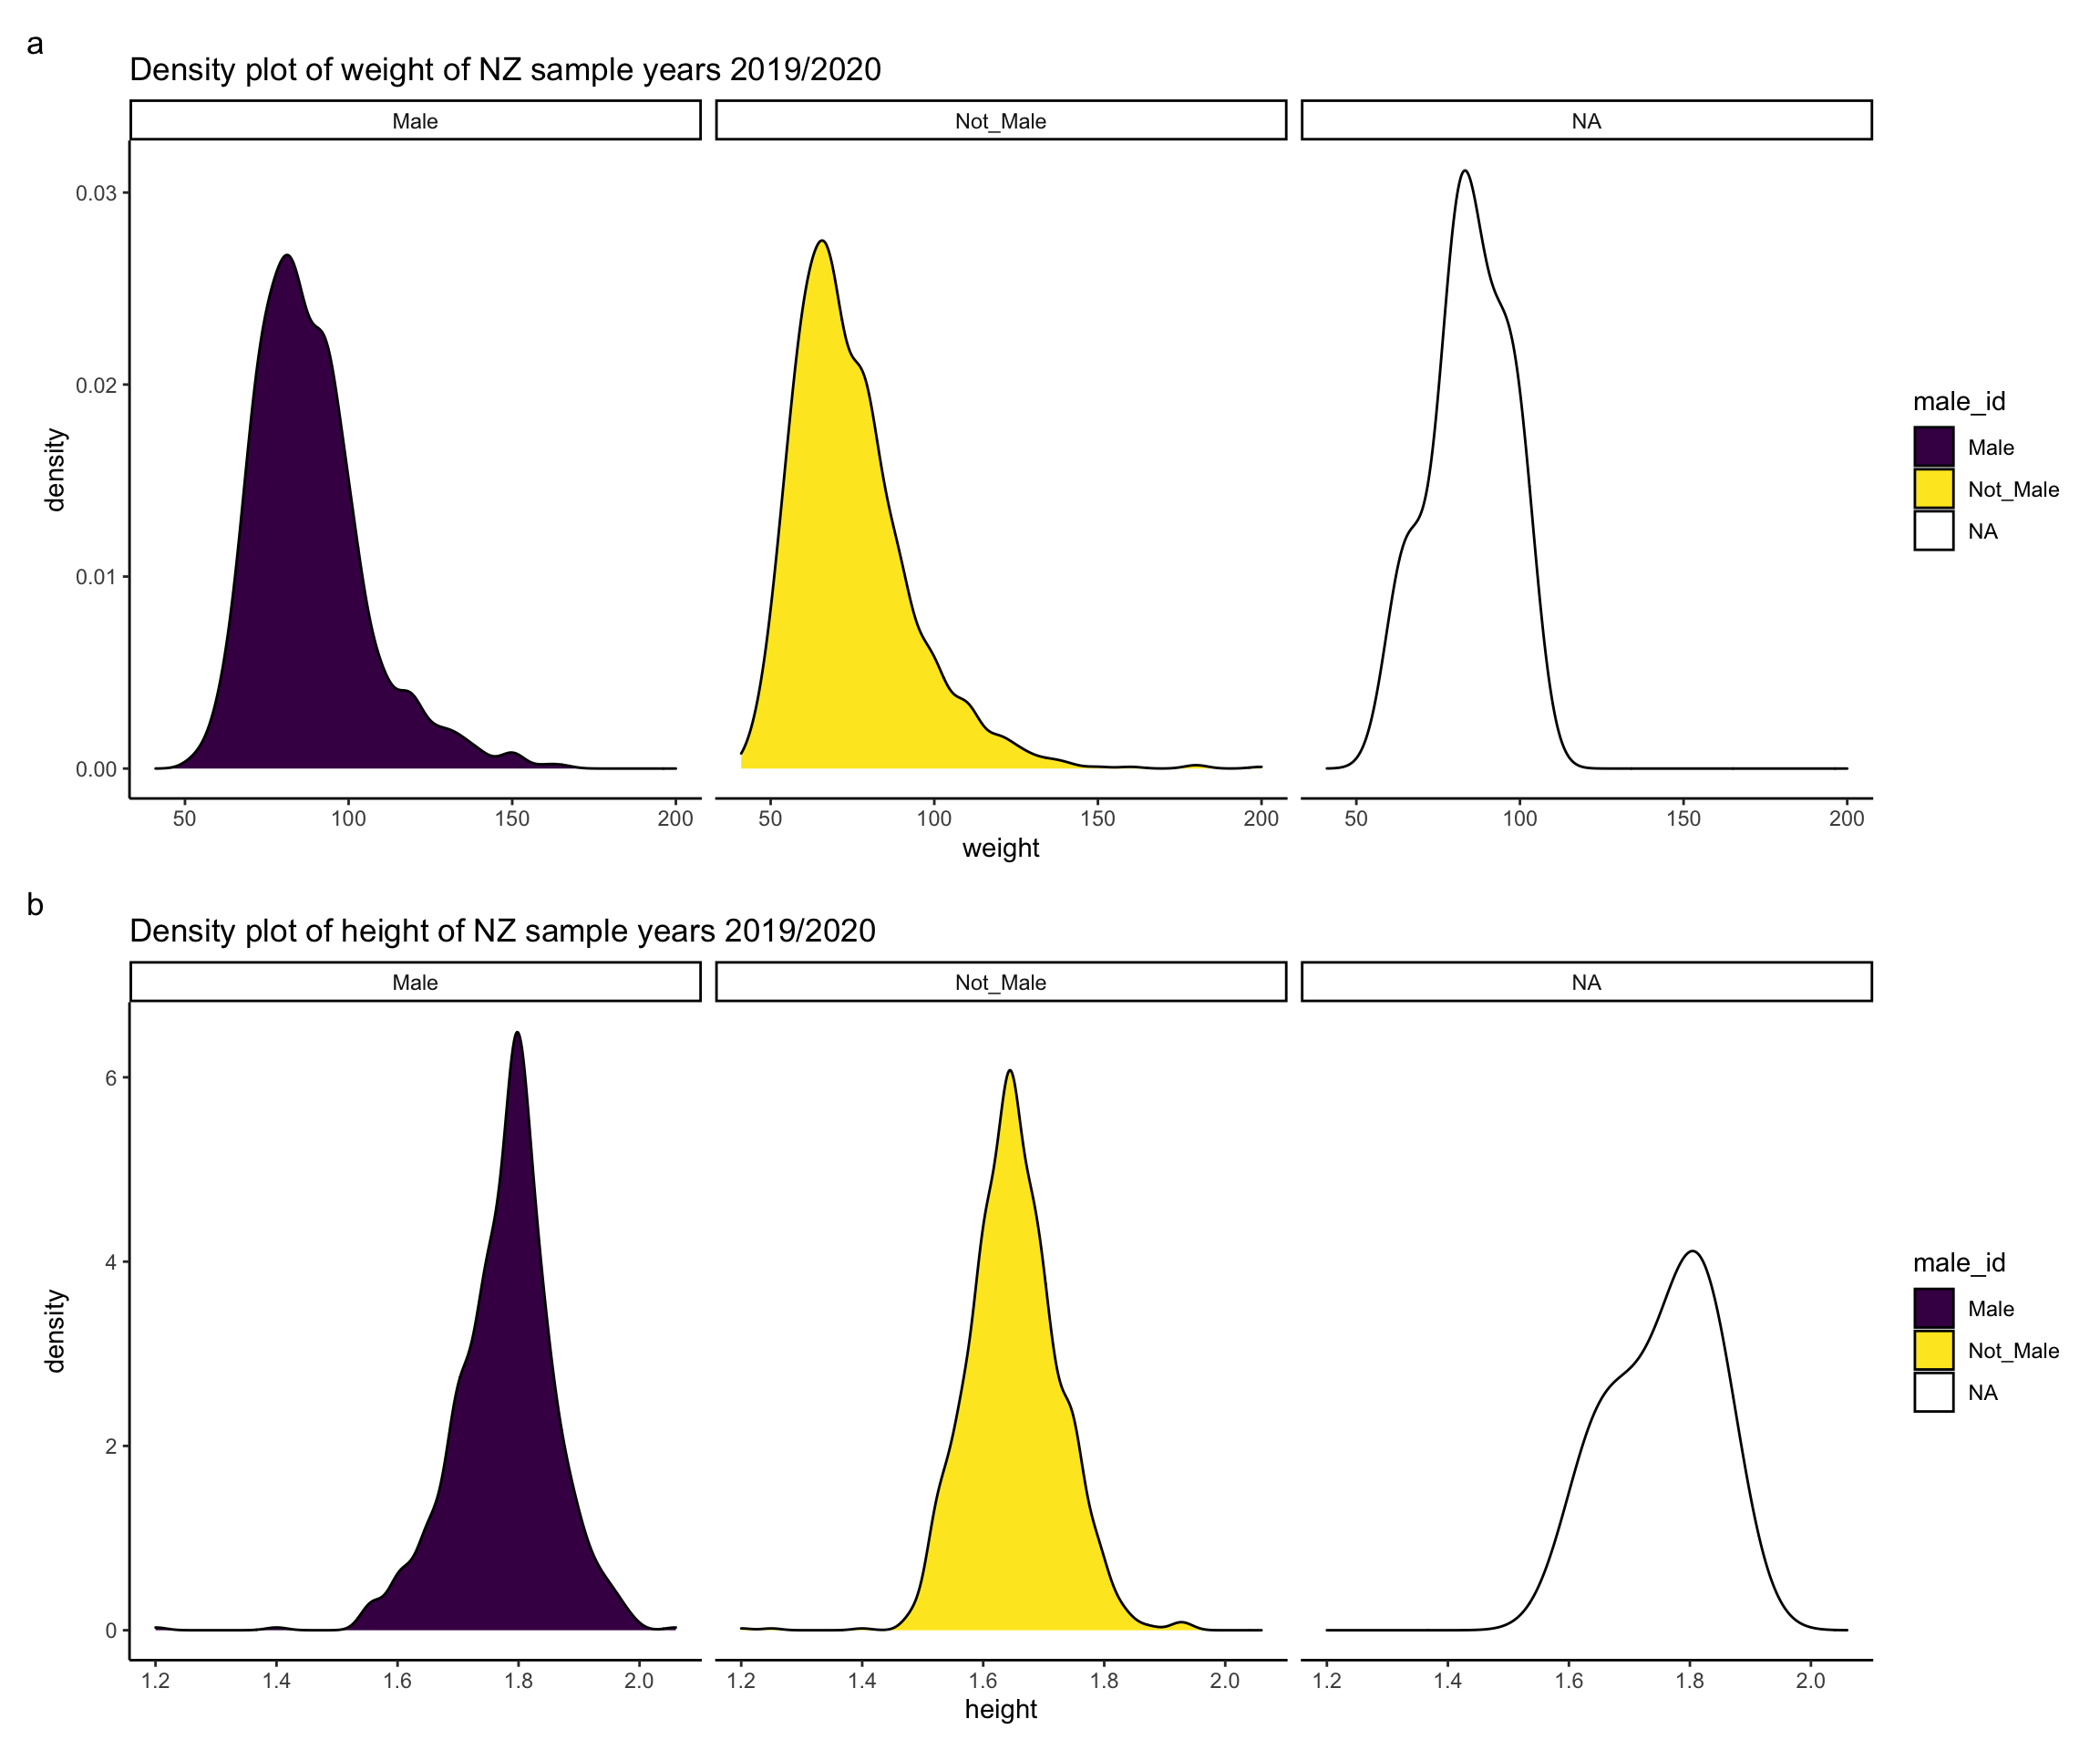 a
Density plot of weight of NZ sample years 2019/2020
Male Not_Male NA
0.03
0.02
0.01
0.00
density
50 100 150 200 50 100 150 200 50 100 150 200
weight
male_id
Male
Not_Male
NA
b
Density plot of height of NZ sample years 2019/2020
Male Not_Male NA
6
4
2
0
density
1.2 1.4 1.6 1.8 2.0 1.2 1.4 1.6 1.8 2.0 1.2 1.4 1.6 1.8 2.0
height
male_id
Male
Not_Male
NA